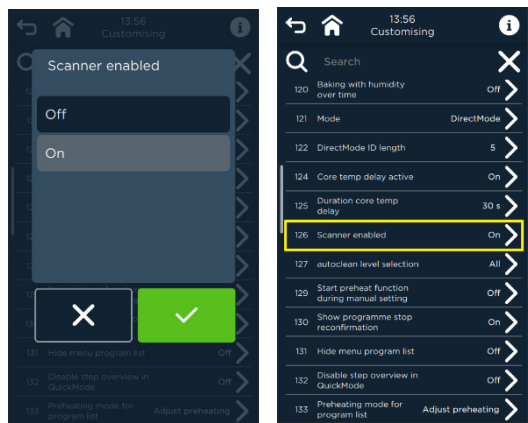 13:56
Customising
Scanner enabled
Off
On
131 Hide menu program list Off
132 Disable step overview in
QuickMode Off
133 Preheating mode for
program list Adjust preheating
13:56
Customising
Search
120 Baking with humidity
over time Off
121 Mode DirectMode
122 DirectMode ID length 5
124 Core temp delay active On
125 Duration core temp
delay 30 s
126 Scanner enabled On
127 autoclean level selection All
129 Start preheat function
during manual setting Off
130 Show programme stop
reconfirmation On
131 Hide menu program list Off
132 Disable step overview in
QuickMode Off
133 Preheating mode for
program list Adjust preheating